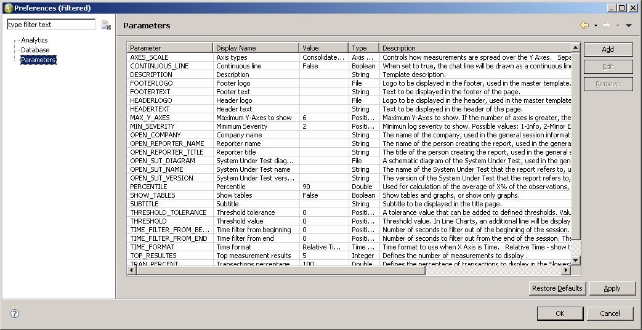 Preferences (Filtered)
type filter text
Analytics
Database
Parameters
Parameters
Parameter Display Name Value Type Description
AXES_SCALE Axis types Consolidate... Axis ... Controls how measurements are spread over the Y Axes. Sepa
CONTINUOUS_LINE Continuous line False Boolean When set to true, the chat line will be drawn as a continuous line
DESCRIPTION Description String Template description.
FOOTERLOGO Footer logo File Logo to be displayed in the footer, used in the master template.
FOOTERTEXT Footer text String Text to be displayed in the footer of the page.
HEADERLOGO Header logo File Logo to be displayed in the header, used in the master template
HEADERTEXT Header text String Text to be displayed in the header of the page.
MAX_Y_AXES Maximum Y-Axes to show 6 Positi... Maximum Y-Axes to show. If the number of axes is greater, the
MIN_SEVERITY Minimum Severity 2 Positi... Minimun log severity to show. Possible values: 1-Info, 2-Minor E
OPEN_COMPANY Company name String The name of the company, used in the general session informat
OPEN_REPORTER_NAME Reporter name String The name of the person creating the report, used in the general
OPEN_REPORTER_TITLE Reporter title String The title of the person creating the report, used in the general s
OPEN_SUT_DIAGRAM System Under Test diag... File A schematic diagram of the System Under Test, used in the gen
OPEN_SUT_NAME System Under Test name String The name of the System Under Test that the report refers to, u
OPEN_SUT_VERSION System Under Test vers... String The version of the System Under Test that the report refers to,
PERCENTILE Percentile 90 Double Used for calculation of the average of X% of the observations,
SHOW_TABLES Show tables False Boolean Show tables and graphs, or show only graphs.
SUBTITLE Subtitle String Subtitle to be displayed in the title page.
THRESHOLD_TOLERANCE Threshold tolerance 0 Positi... A tolerance value that can be added to defined thresholds. Valu
THRESHOLD Threshold value 0 Positi... Threshold value. In Line Charts, an additional line will be display
TIME_FILTER_FROM_BE... Time filter from beginning 0 Positi... Number of seconds to filter out of the beginning of the session.
TIME_FILTER_FROM_END Time filter from end 0 Positi... Number of seconds to filter out from the end of the session. Th
TIME_FORMAT Time format Relative Ti... Time ... Time format to use when X Axis is Time. Relative Time - show t
TOP_RESULTES Top measurement results 5 Integer Defines the number of measurements to display
TRAN_PERCENT Transactions percentage 100 Double Defines the percentage of transactions to display in the "lowest
Add
Edit
Remove
Restore Defaults
Apply
OK
Cancel